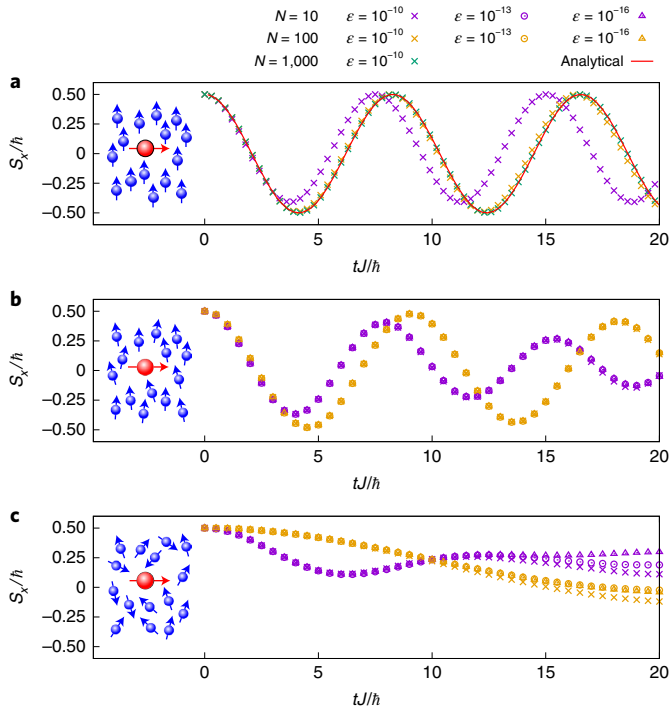 N = 10 ε = 10⁻¹⁰ ε = 10⁻¹³ ε = 10⁻¹⁶
N = 100 ε = 10⁻¹⁰ ε = 10⁻¹³ ε = 10⁻¹⁶
N = 1,000 ε = 10⁻¹⁰ Analytical
a
Sₓ/ħ
0.50
0.25
0
−0.25
−0.50
0 5 10 15 20
tJ/ħ
b
Sₓ/ħ
0.50
0.25
0
−0.25
−0.50
0 5 10 15 20
tJ/ħ
c
Sₓ/ħ
0.50
0.25
0
−0.25
−0.50
0 5 10 15 20
tJ/ħ